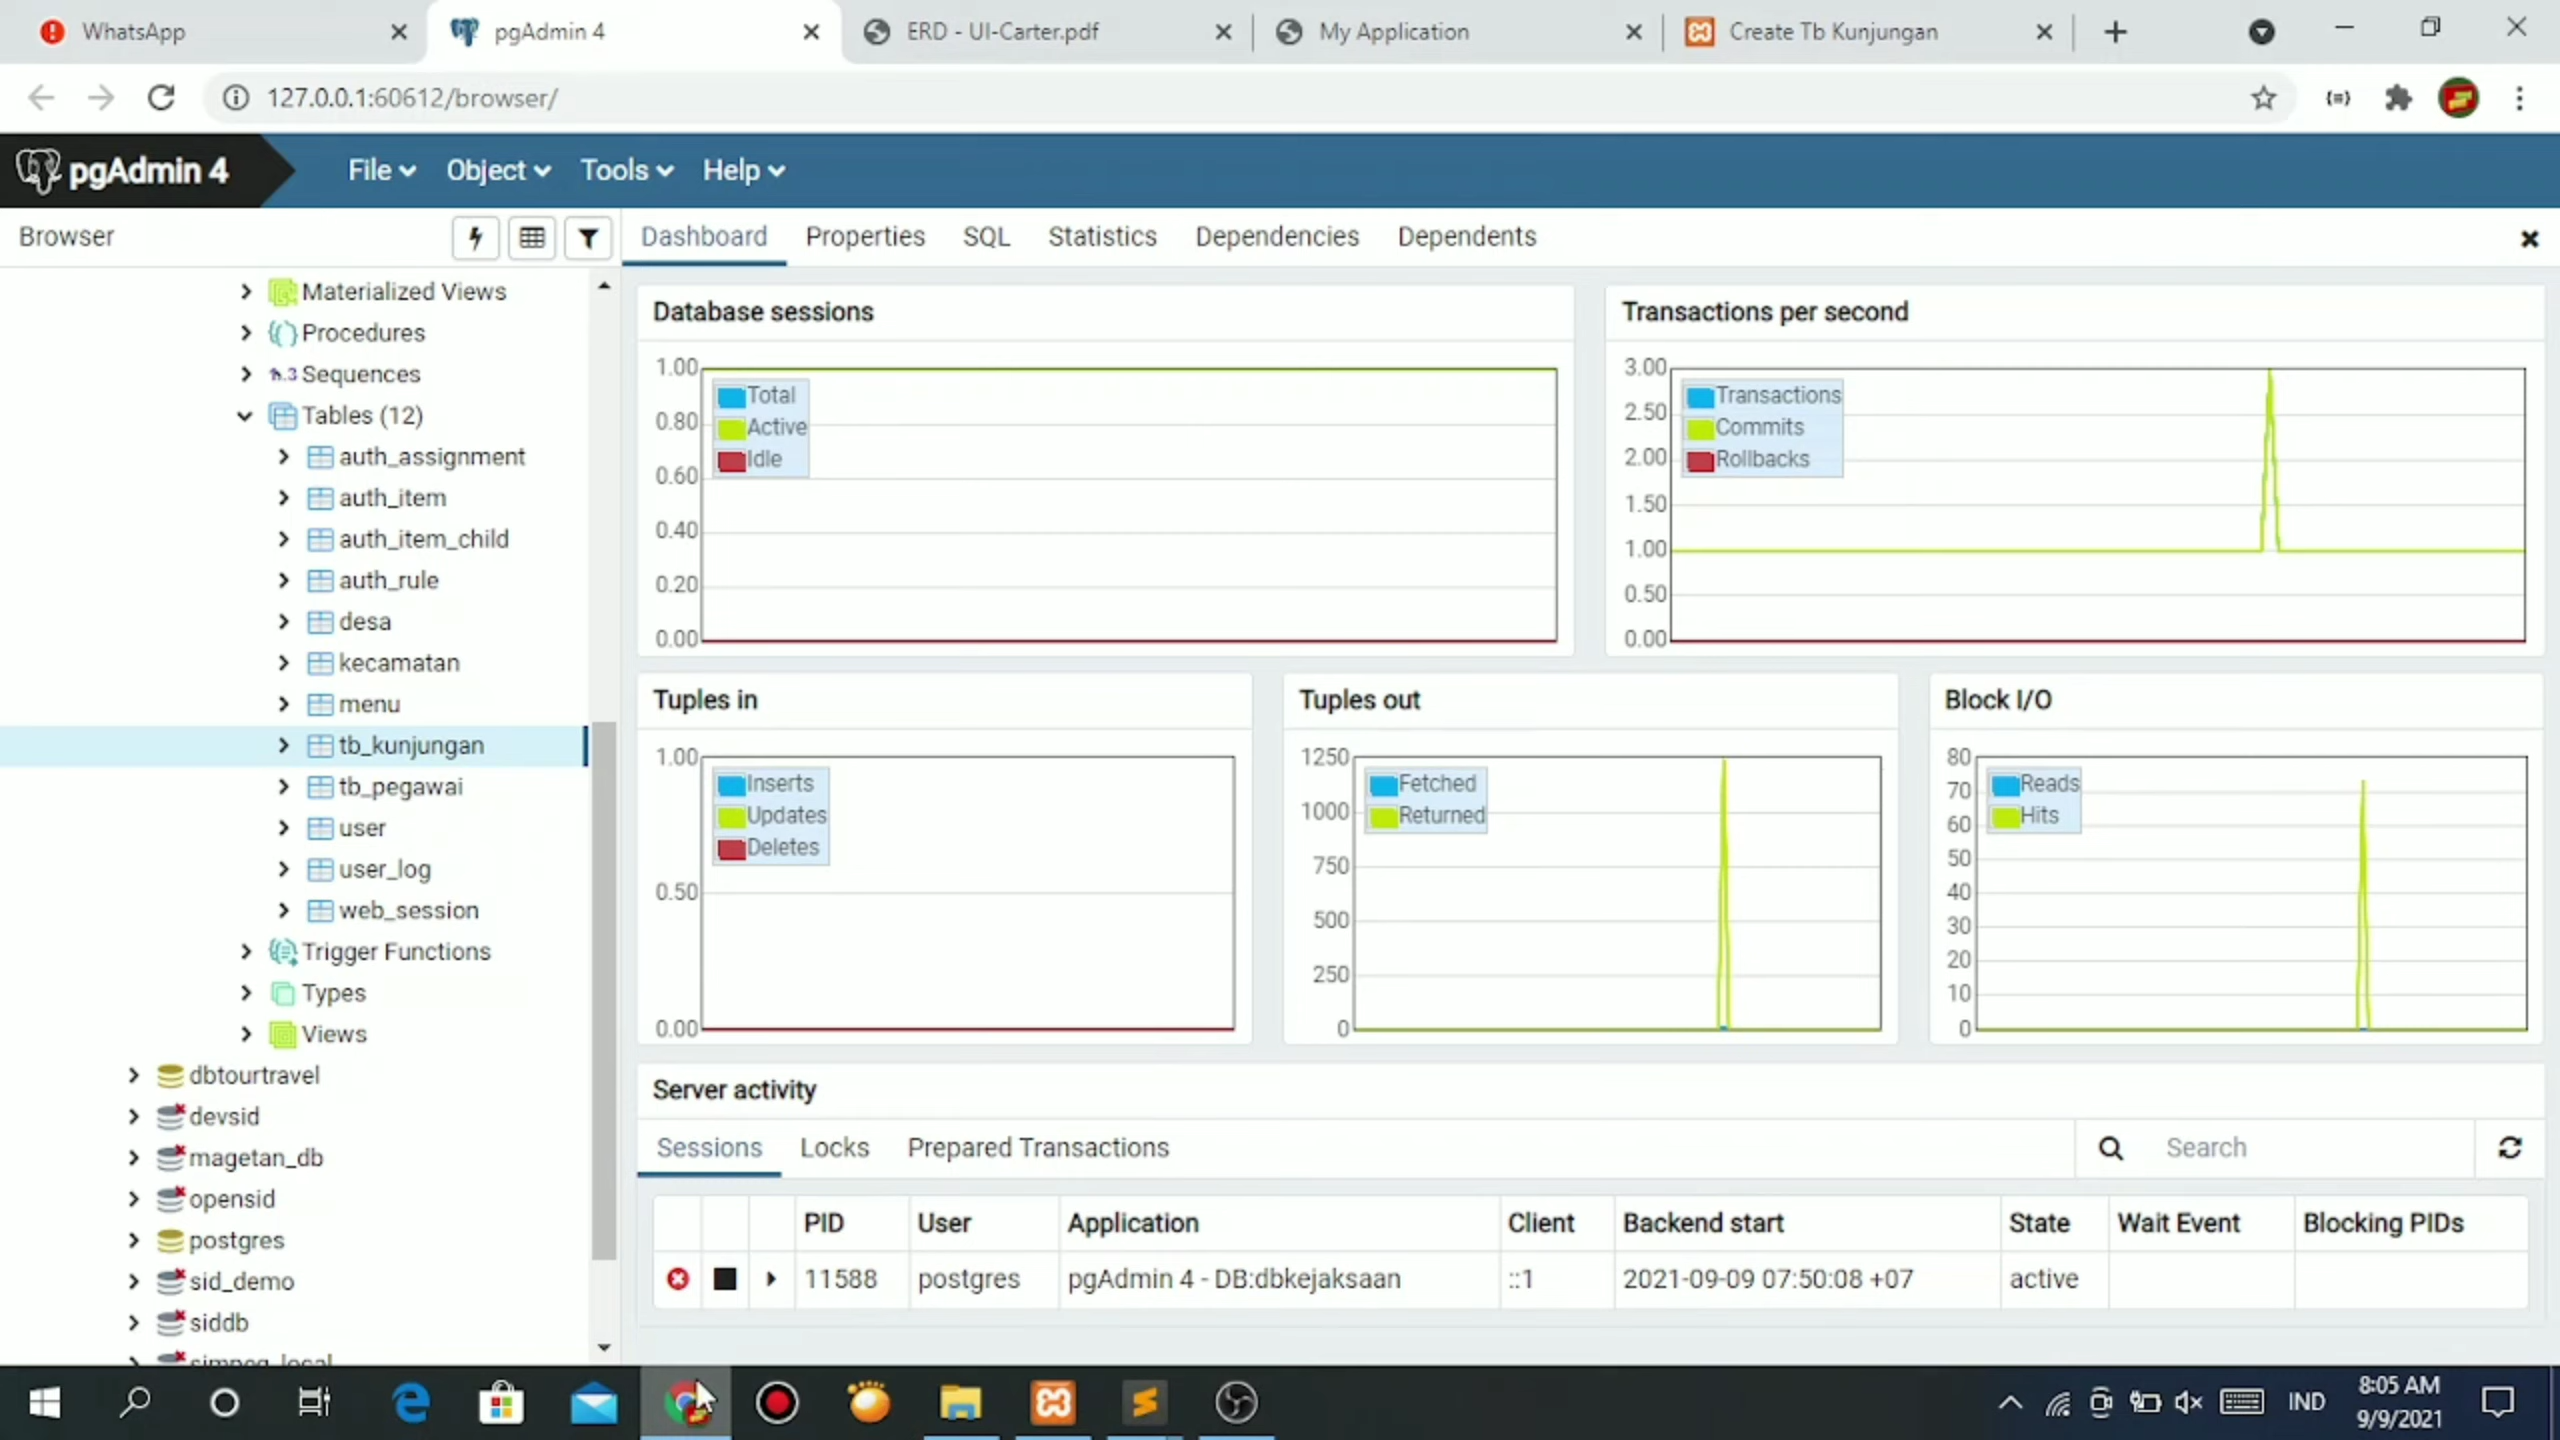 WhatsApp
pgAdmin 4
ERD - UI-Carter.pdf
My Application
Create Tb Kunjungan
127.0.0.1:60612/browser/
pgAdmin 4
File
Object
Tools
Help
Browser
Dashboard
Properties
SQL
Statistics
Dependencies
Dependents
Materialized Views
Procedures
Sequences
Tables (12)
auth_assignment
auth_item
auth_item_child
auth_rule
desa
kecamatan
menu
tb_kunjungan
tb_pegawai
user
user_log
web_session
Trigger Functions
Types
Views
dbtourtravel
devsid
magetan_db
opensid
postgres
sid_demo
siddb
Database sessions
1.00
0.80
0.60
0.40
0.20
0.00
Total
Active
Idle
Transactions per second
3.00
2.50
2.00
1.50
1.00
0.50
0.00
Transactions
Commits
Rollbacks
Tuples in
1.00
0.50
0.00
Inserts
Updates
Deletes
Tuples out
1250
1000
750
500
250
0
Fetched
Returned
Block I/O
80
70
60
50
40
30
20
10
0
Reads
Hits
Server activity
Sessions
Locks
Prepared Transactions
Search
PID User Application Client Backend start State Wait Event Blocking PIDs
11588 postgres pgAdmin 4 - DB:dbkejaksaan ::1 2021-09-09 07:50:08 +07 active
IND
8:05 AM
9/9/2021